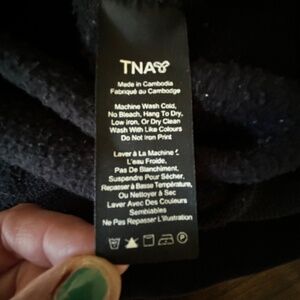 TNA
Made in Cambodia
Fabriqué au Cambodge
Machine Wash Cold,
No Bleach, Hang To Dry,
Low Iron, Or Dry Clean
Wash With Like Colours
Do Not Iron Print
Laver à La Machine
L'eau Froide,
Pas De Blanchiment,
Suspendre Pour Sécher,
Repasser à Basse Température,
Ou Nettoyer à Sec
Laver Avec Des Couleurs
Semblables
Ne Pas Repasser L'illustration
P